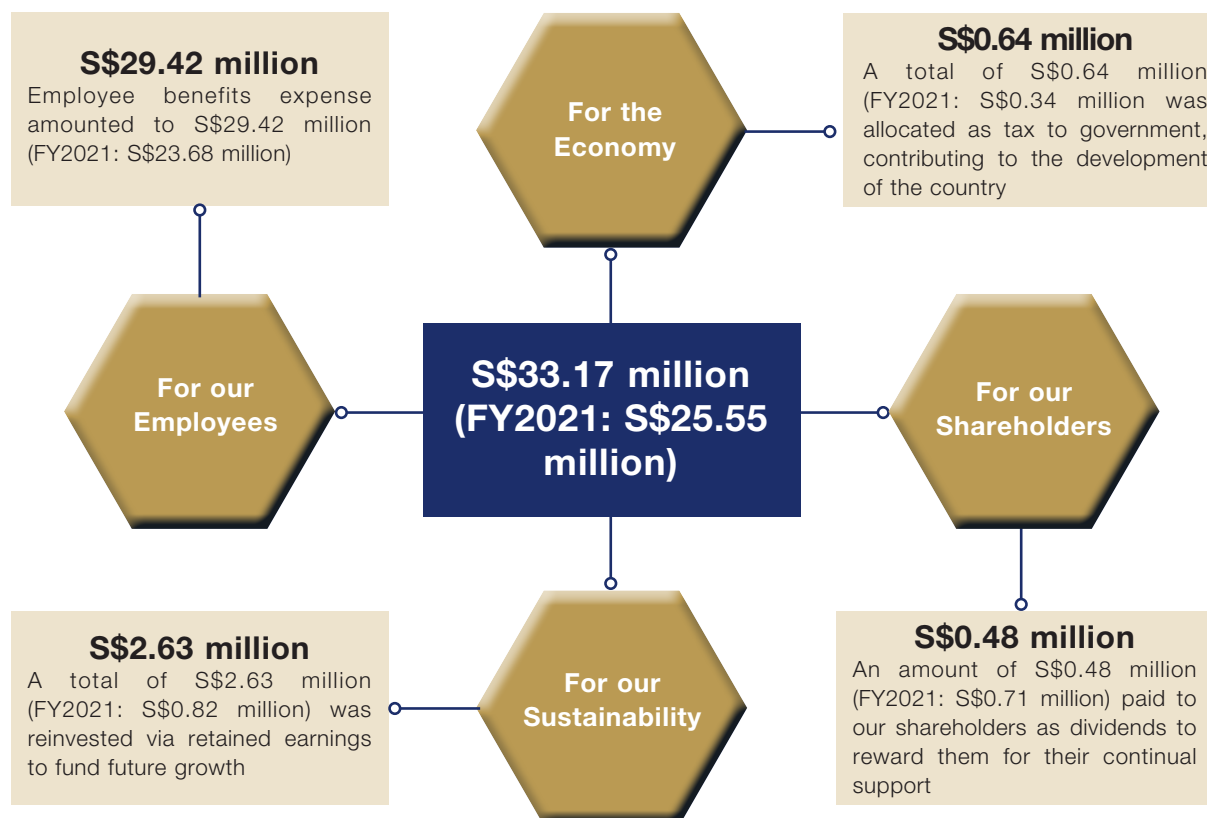 S$29.42 million
Employee benefits expense
amounted to S$29.42 million
(FY2021: S$23.68 million)
For the
Economy
S$0.64 million
A total of S$0.64 million
(FY2021: S$0.34 million was
allocated as tax to government,
contributing to the development
of the country
For our
Employees
S$33.17 million
(FY2021: S$25.55
million)
For our
Shareholders
S$2.63 million
A total of S$2.63 million
(FY2021: S$0.82 million) was
reinvested via retained earnings
to fund future growth
For our
Sustainability
S$0.48 million
An amount of S$0.48 million
(FY2021: S$0.71 million) paid to
our shareholders as dividends to
reward them for their continual
support